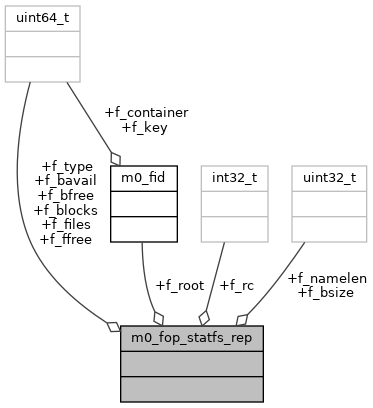 uint64_t
+f_container
+f_key
+f_type
+f_bavail
+f_bfree
+f_blocks
+f_files
+f_ffree
m0_fid
int32_t
uint32_t
+f_root
+f_rc
+f_namelen
+f_bsize
m0_fop_statfs_rep